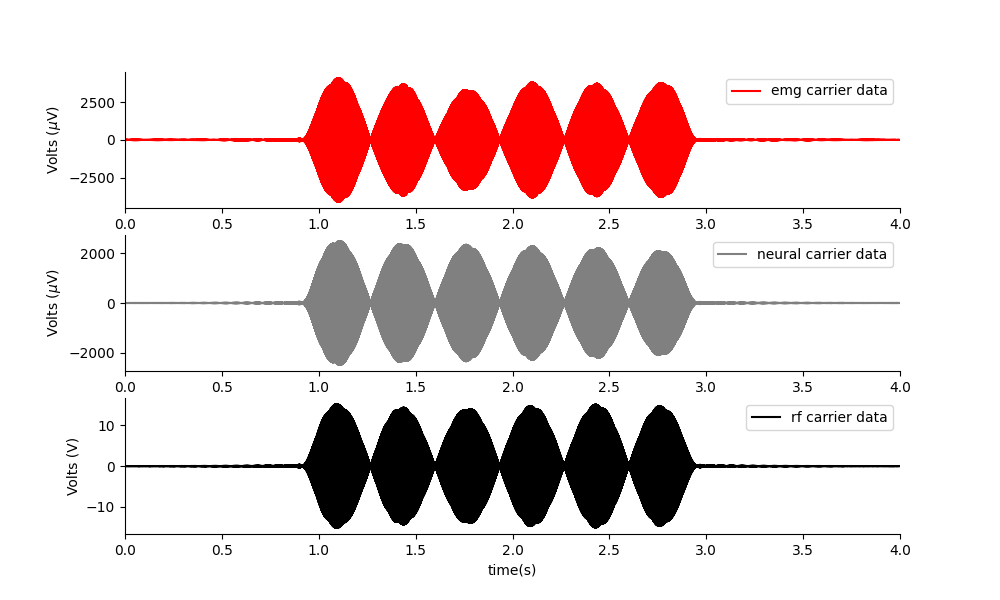 emg carrier data
Volts (μV)
2500
0
−2500
0.0 0.5 1.0 1.5 2.0 2.5 3.0 3.5 4.0
neural carrier data
Volts (μV)
2000
0
−2000
0.0 0.5 1.0 1.5 2.0 2.5 3.0 3.5 4.0
rf carrier data
Volts (V)
10
0
−10
0.0 0.5 1.0 1.5 2.0 2.5 3.0 3.5 4.0
time(s)